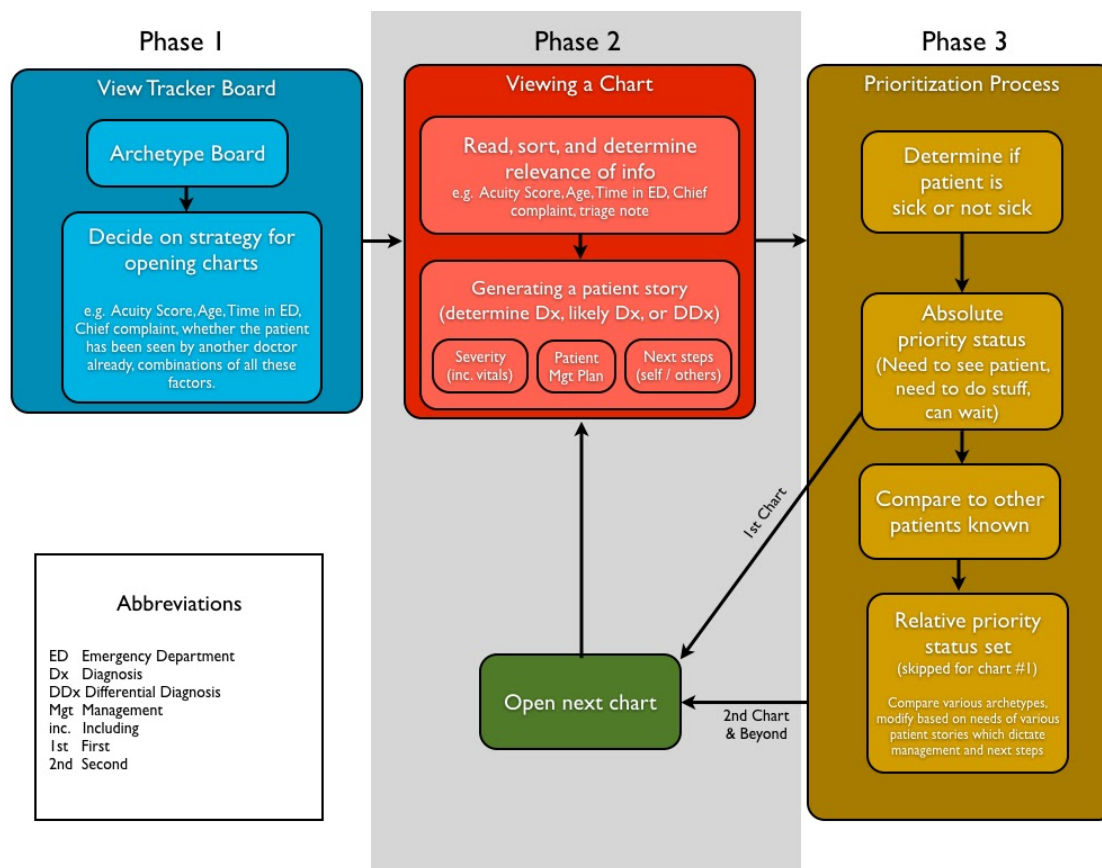 Phase 1
View Tracker Board
Archetype Board
Decide on strategy for
opening charts
e.g. Acuity Score, Age, Time in ED,
Chief complaint, whether the patient
has been seen by another doctor
already, combinations of all these
factors.
Phase 2
Viewing a Chart
Read, sort, and determine
relevance of info
e.g. Acuity Score, Age, Time in ED, Chief
complaint, triage note
Generating a patient story
(determine Dx, likely Dx, or DDx)
Severity
(inc. vitals)
Patient
Mgt Plan
Next steps
(self / others)
Open next chart
Phase 3
Prioritization Process
Determine if
patient is
sick or not sick
Absolute
priority status
(Need to see patient,
need to do stuff,
can wait)
1st Chart
Compare to other
patients known
Relative priority
status set
(skipped for chart #1)
Compare various archetypes,
modify based on needs of various
patient stories which dictate
management and next steps
2nd Chart
& Beyond
Abbreviations
ED Emergency Department
Dx Diagnosis
DDx Differential Diagnosis
Mgt Management
inc. Including
1st First
2nd Second